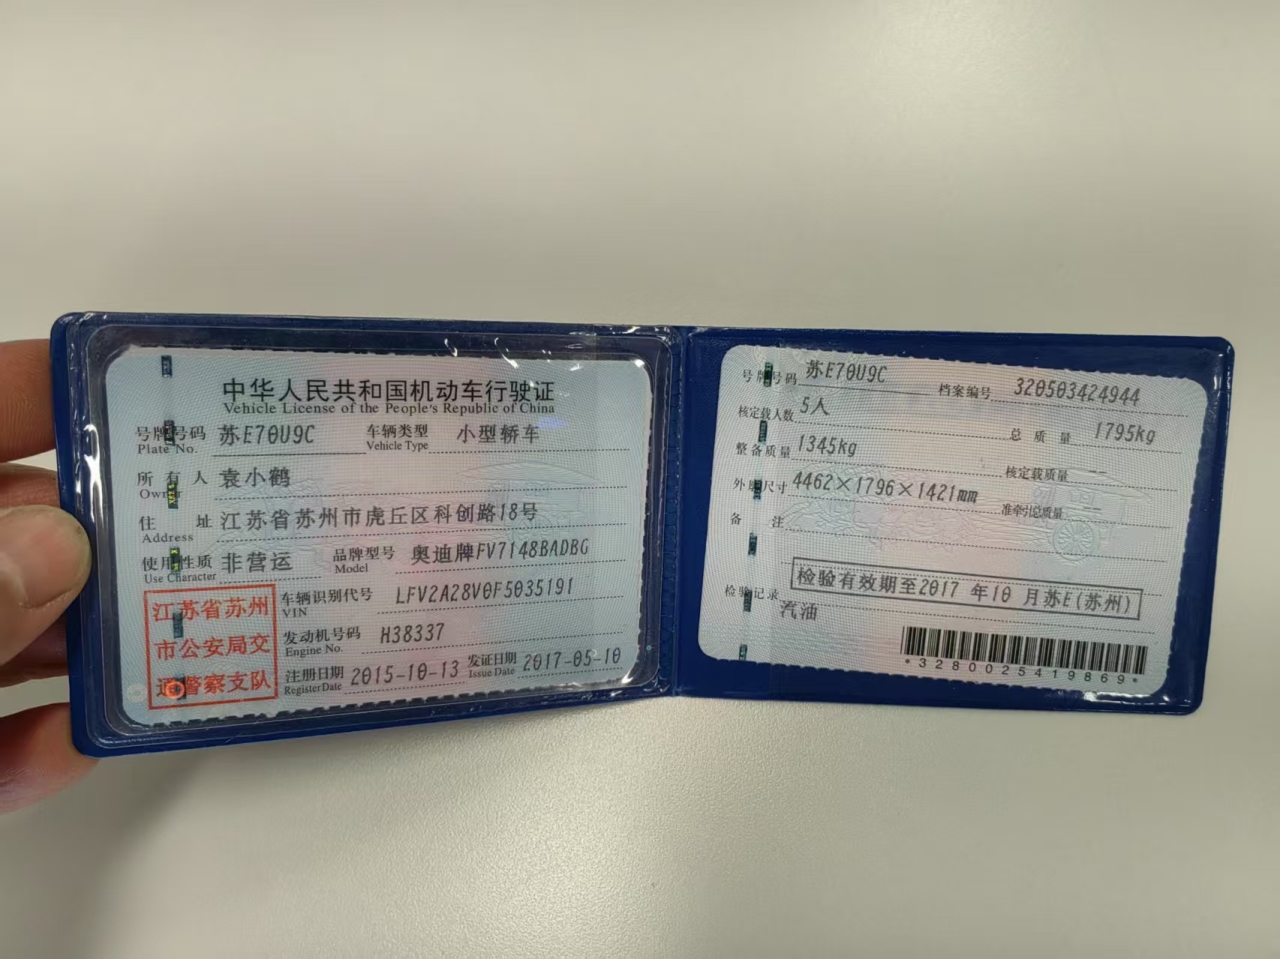 中华人民共和国机动车行驶证
Vehicle License of the People's Republic of China
号牌号码 苏E70U9C 车辆类型 小型轿车
Plate No. Vehicle Type
所有人 袁小鹤
Owner
住址 江苏省苏州市虎丘区科创路18号
Address
使用性质 非营运 品牌型号 奥迪牌FV7148BADBG
Use Character Model
江苏省苏州
市公安局交
通警察支队
车辆识别代号 LFV2A28V0F5035191
VIN
发动机号码 H38337
Engine No.
注册日期 2015-10-13 发证日期 2017-05-10
Register Date Issue Date
号牌号码 苏E70U9C 档案编号 320503424944
核定载人数 5人 总质量 1795kg
整备质量 1345kg 核定载质量 --
外廓尺寸 4462×1796×1421mm 准牵引总质量 --
备注
检验有效期至2017 年10 月苏E(苏州)
检验记录
汽油
*3280025419869*